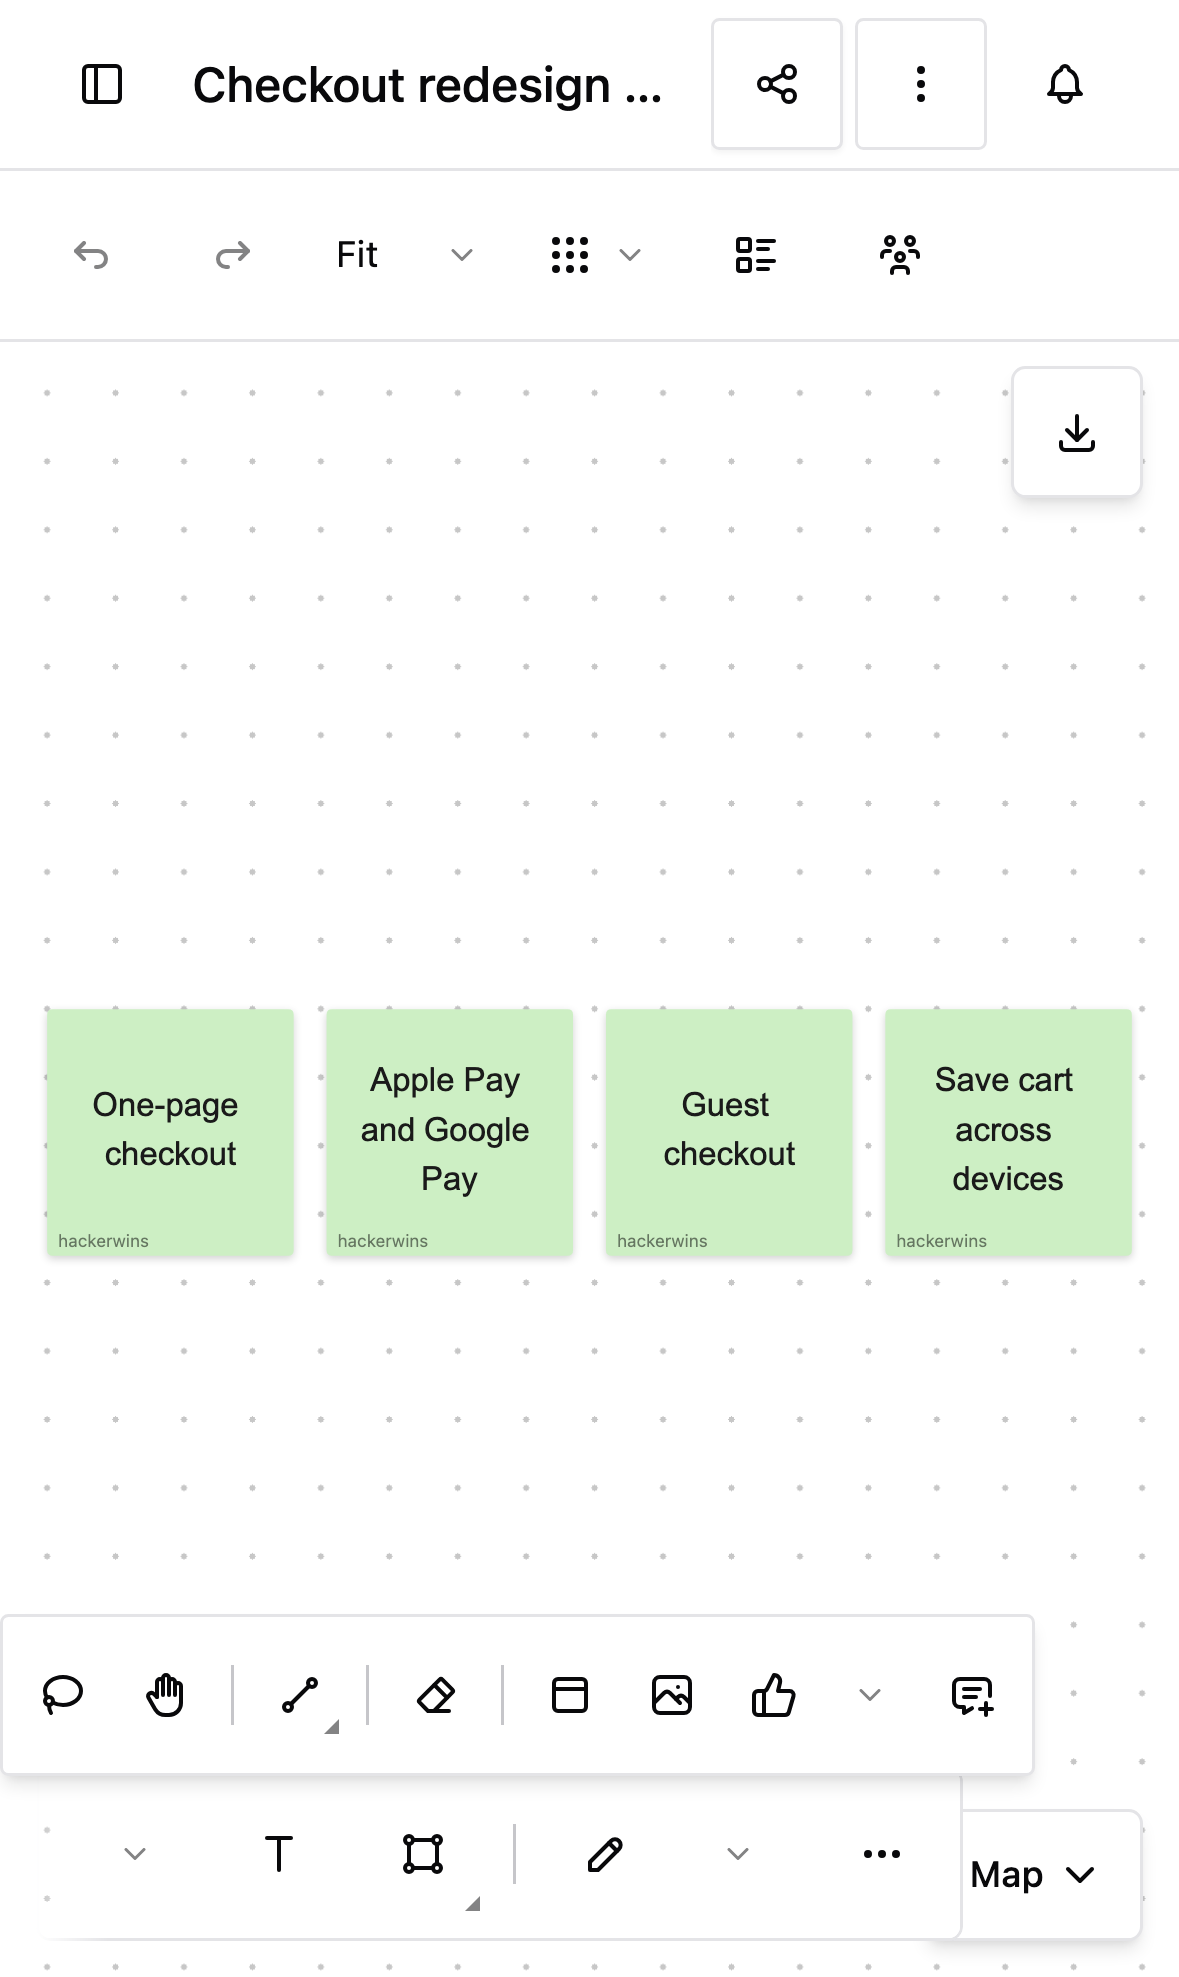 Checkout redesign ...
Fit
One-page
checkout
hackerwins
Apple Pay
and Google
Pay
hackerwins
Guest
checkout
hackerwins
Save cart
across
devices
hackerwins
T
Map